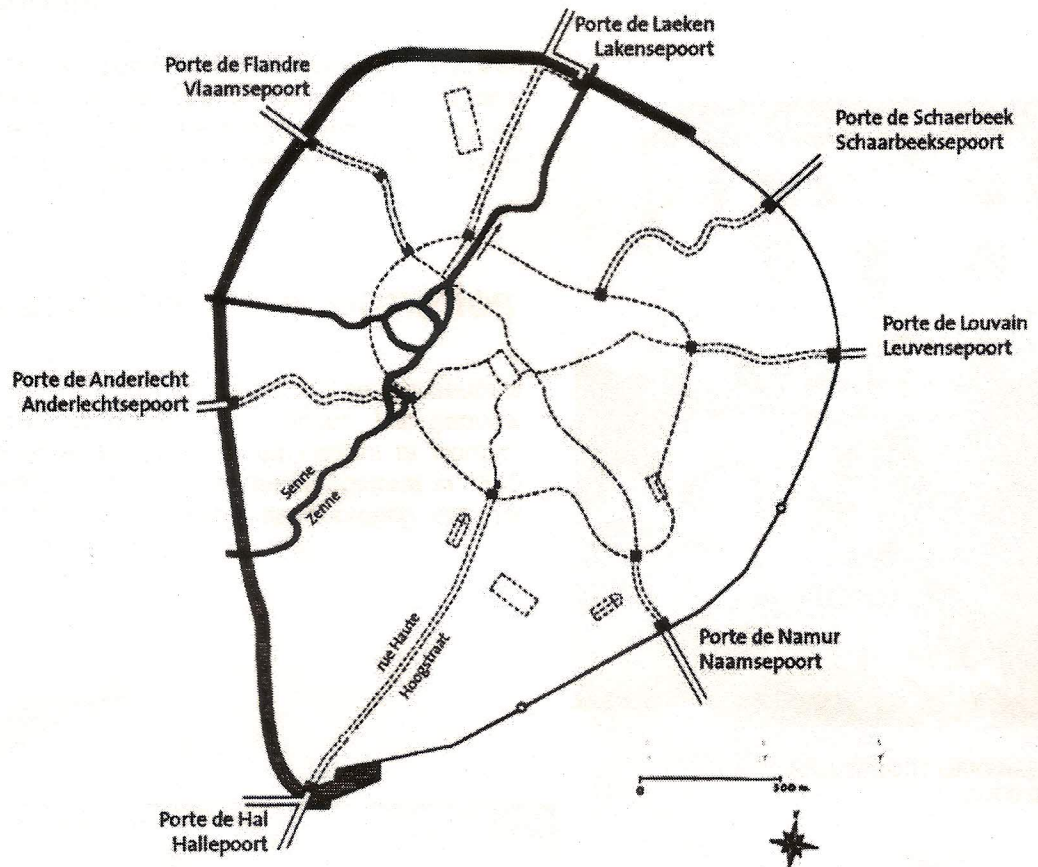 Porte de Laeken
Lakensepoort
Porte de Flandre
Vlaamsepoort
Porte de Schaerbeek
Schaarbeeksepoort
Porte de Louvain
Leuvensepoort
Porte de Anderlecht
Anderlechtsepoort
Senne
Zenne
rue Haute
Hoogstraat
Porte de Namur
Naamsepoort
0
300 m.
Porte de Hal
Hallepoort